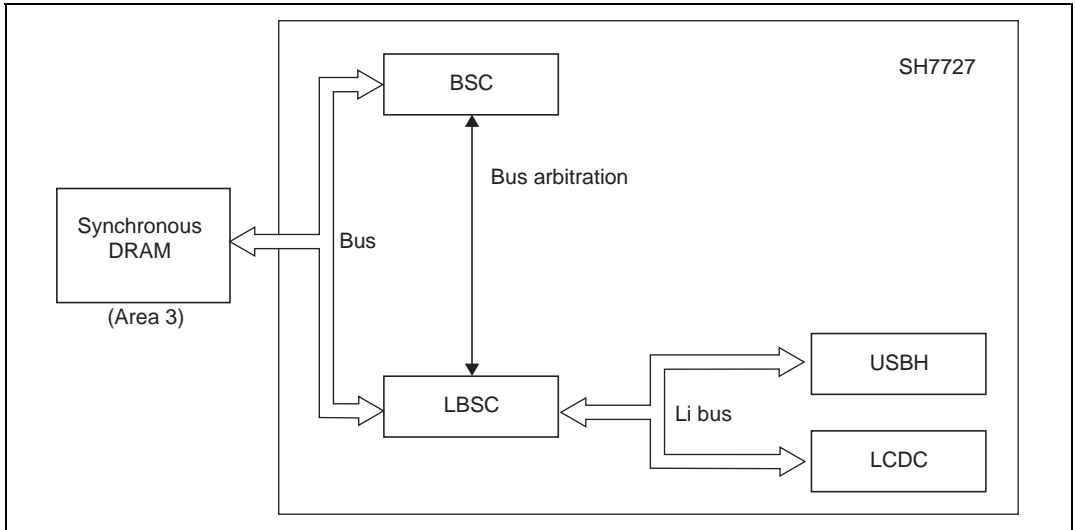 SH7727
BSC
Bus arbitration
Synchronous
DRAM
(Area 3)
Bus
LBSC
USBH
Li bus
LCDC